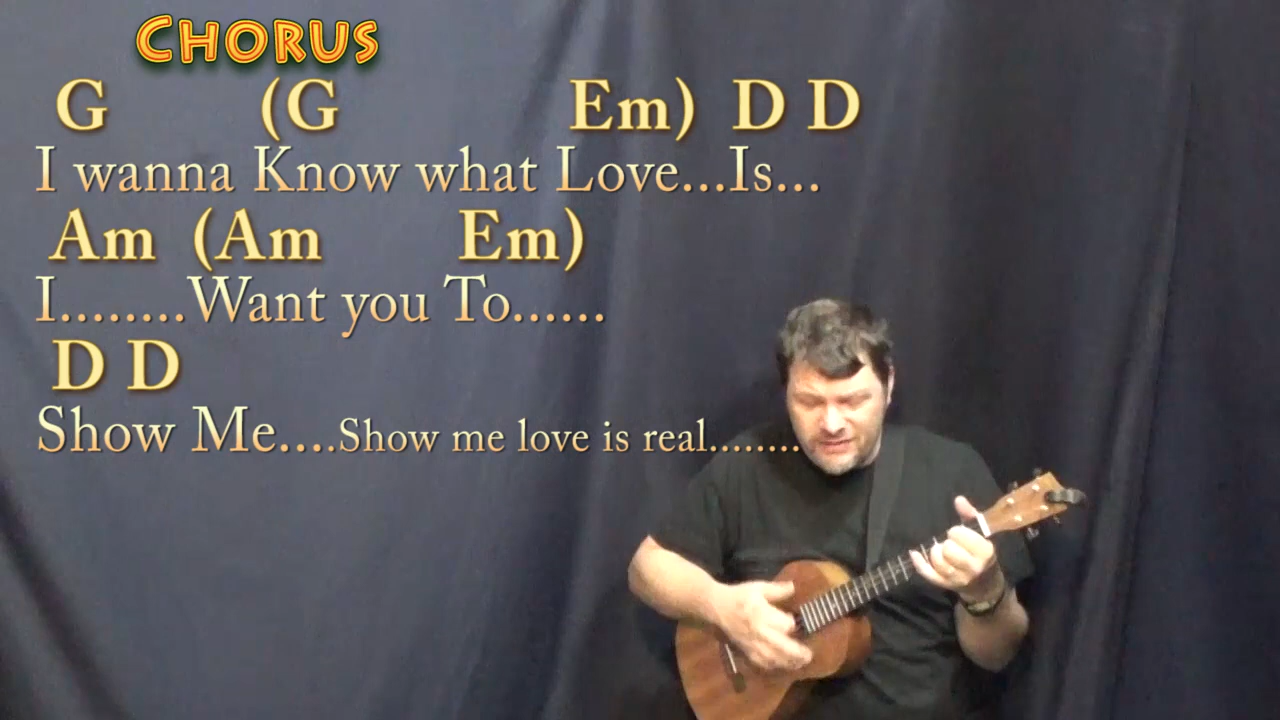 CHORUS
G (G Em) D D
I wanna Know what Love...Is...
Am (Am Em)
I........Want you To......
D D
Show Me....Show me love is real........